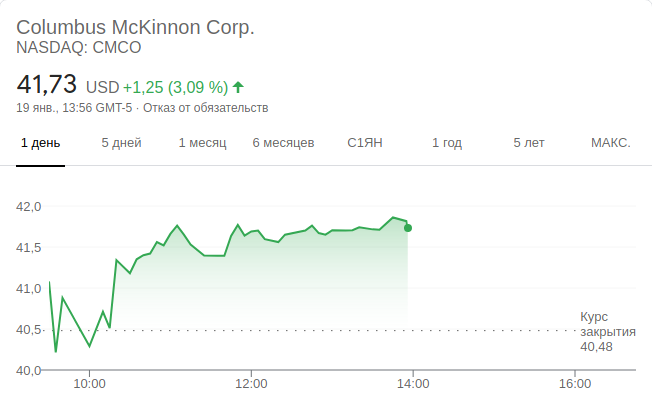 Columbus McKinnon Corp.
NASDAQ: CMCO
41,73 USD +1,25 (3,09 %)
19 янв., 13:56 GMT-5 · Отказ от обязательств
1 день 5 дней 1 месяц 6 месяцев С1ЯН 1 год 5 лет МАКС.
42,0
41,5
41,0
Курс
40,5 закрытия
40,48
40,0
10:00 12:00 14:00 16:00